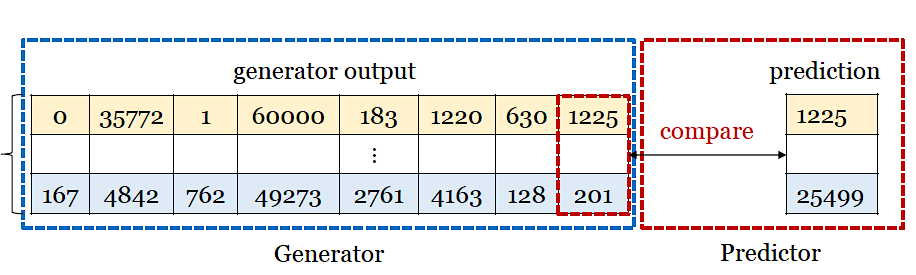 generator output
prediction
0 35772 1 60000 183 1220 630 1225
1225
compare
⋮
167 4842 762 49273 2761 4163 128 201
25499
Generator
Predictor